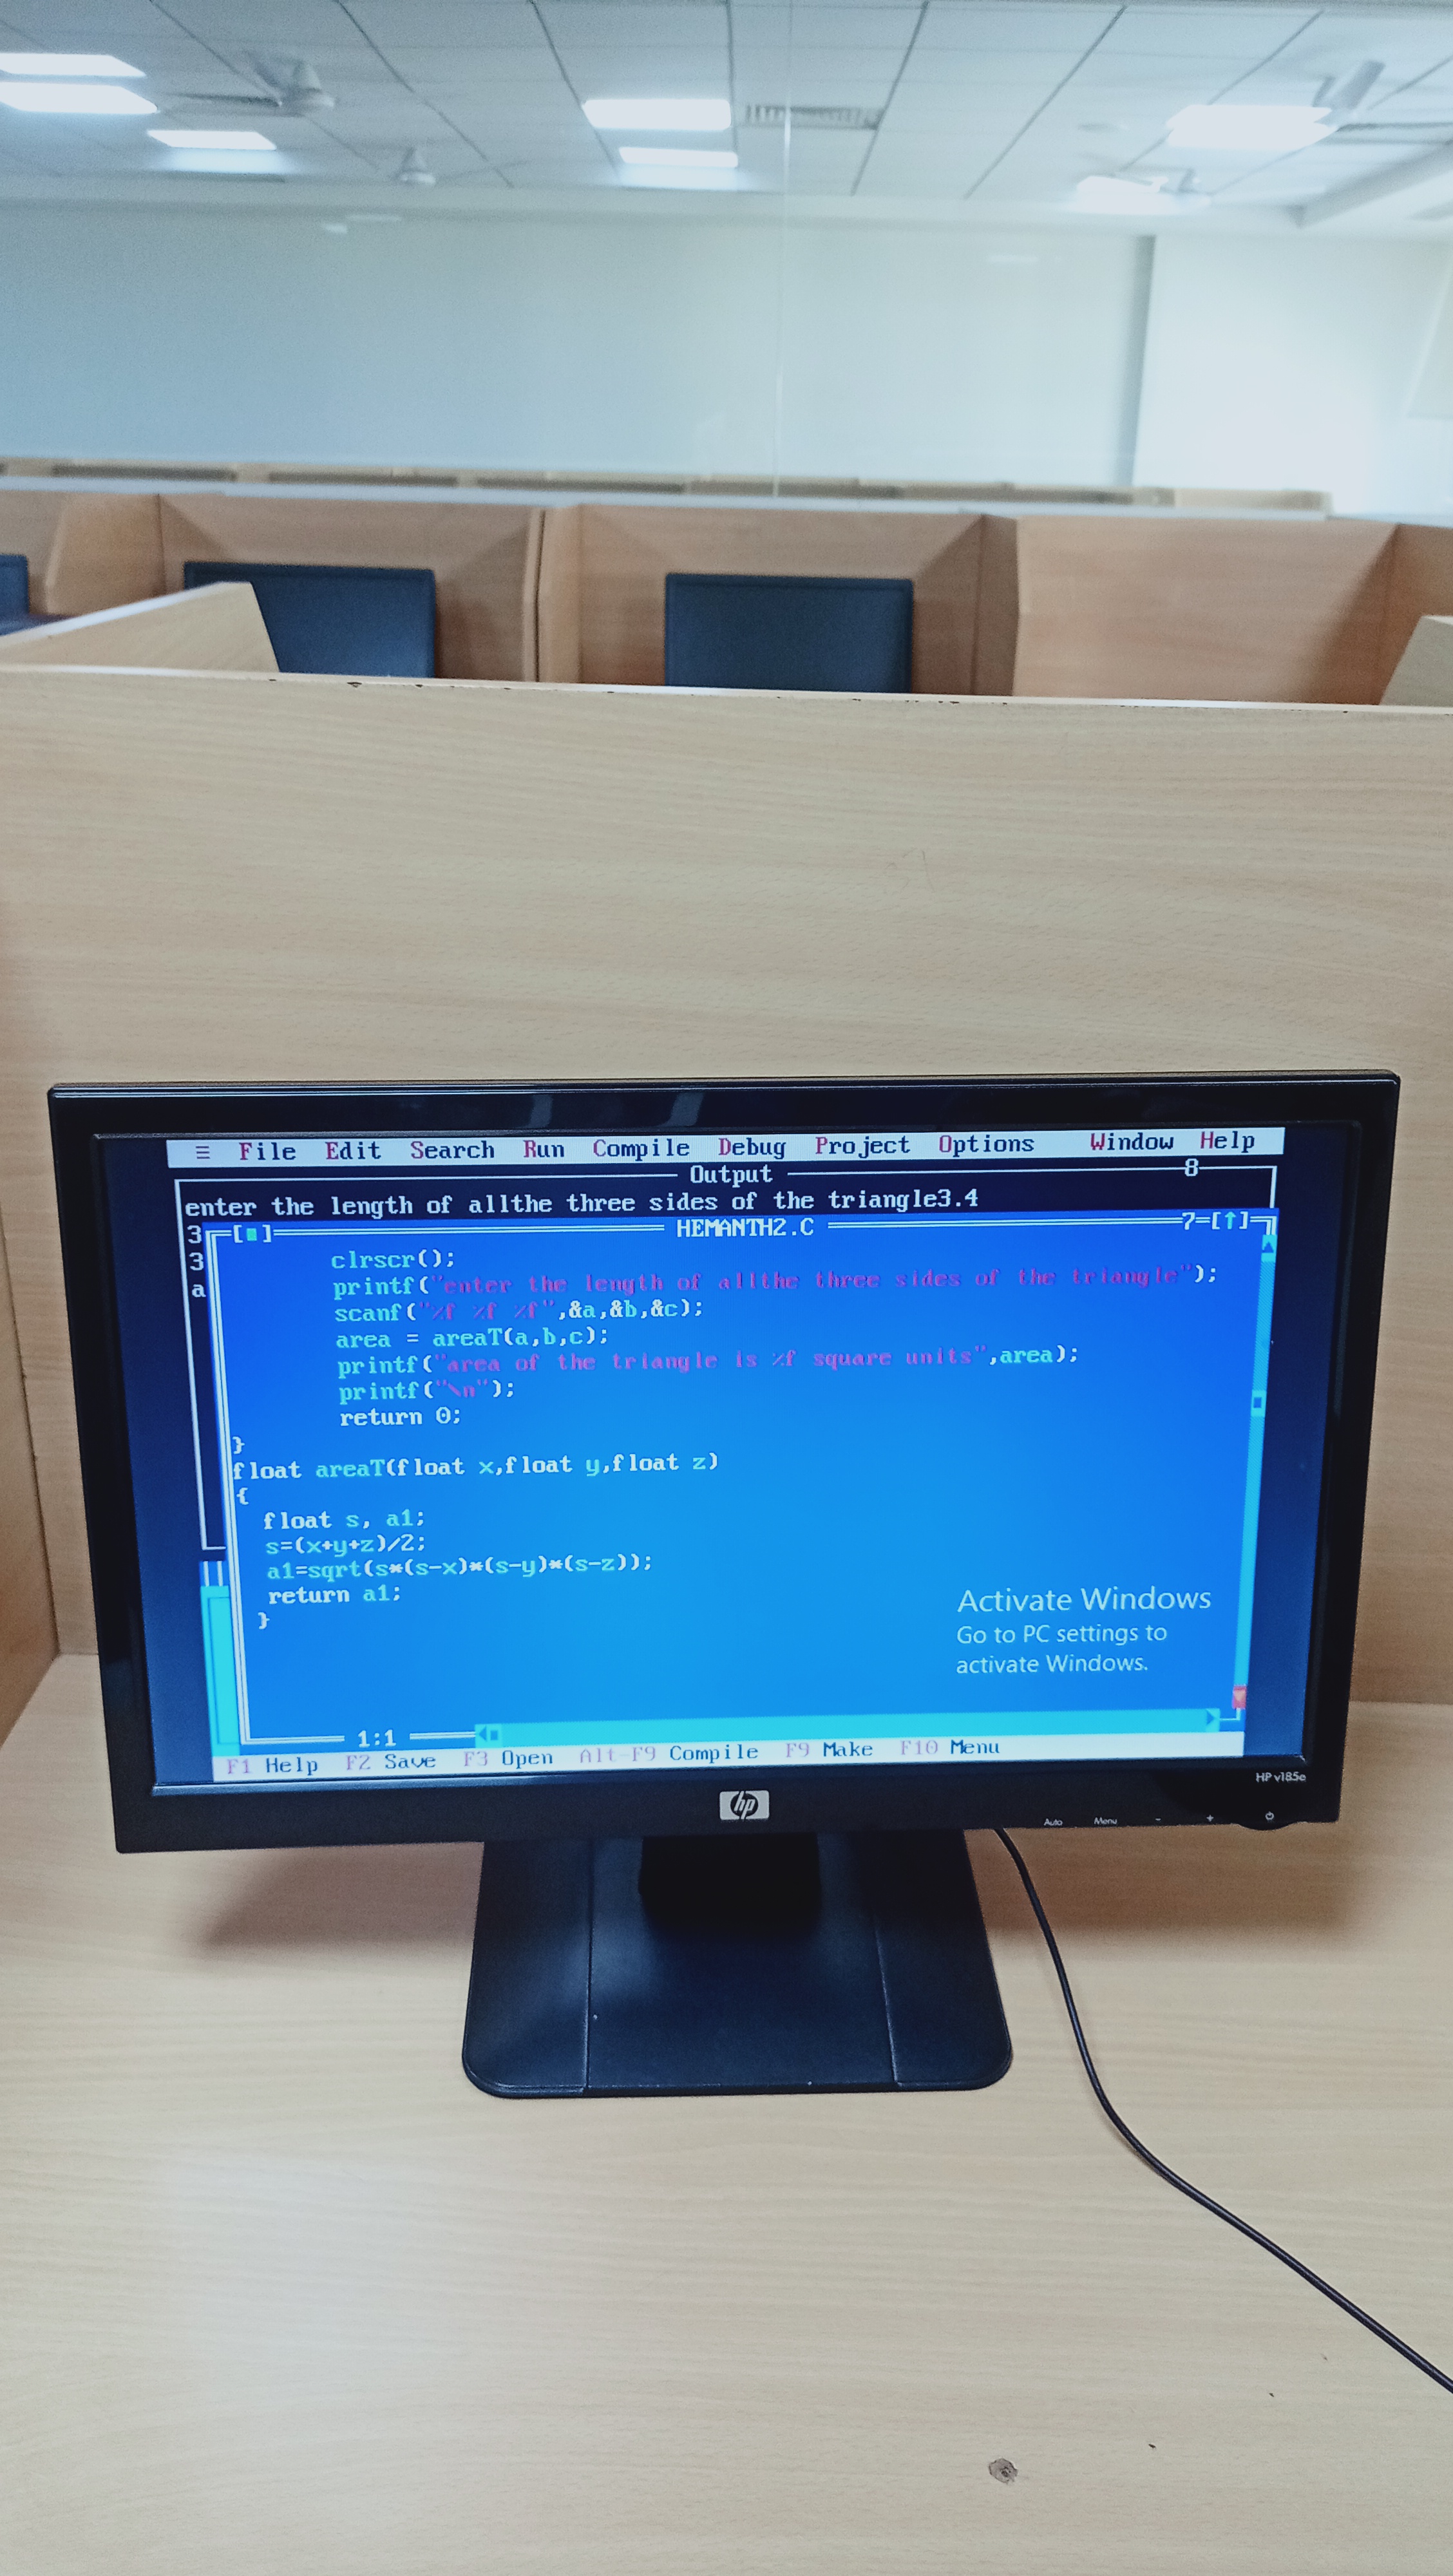 ≡ File Edit Search Run Compile Debug Project Options Window Help
Output 8
enter the length of allthe three sides of the triangle3.4
3
3
a
[■] HEMANTH2.C 7=[↑]
clrscr();
printf("enter the length of allthe three sides of the triangle");
scanf("%f %f %f",&a,&b,&c);
area = areaT(a,b,c);
printf("area of the triangle is %f square units",area);
printf("\n");
return 0;
}
float areaT(float x,float y,float z)
{
float s, a1;
s=(x+y+z)/2;
a1=sqrt(s*(s-x)*(s-y)*(s-z));
return a1;
}
Activate Windows
Go to PC settings to
activate Windows.
1:1
F1 Help F2 Save F3 Open Alt-F9 Compile F9 Make F10 Menu
HP v185e
hp
Auto Menu - +